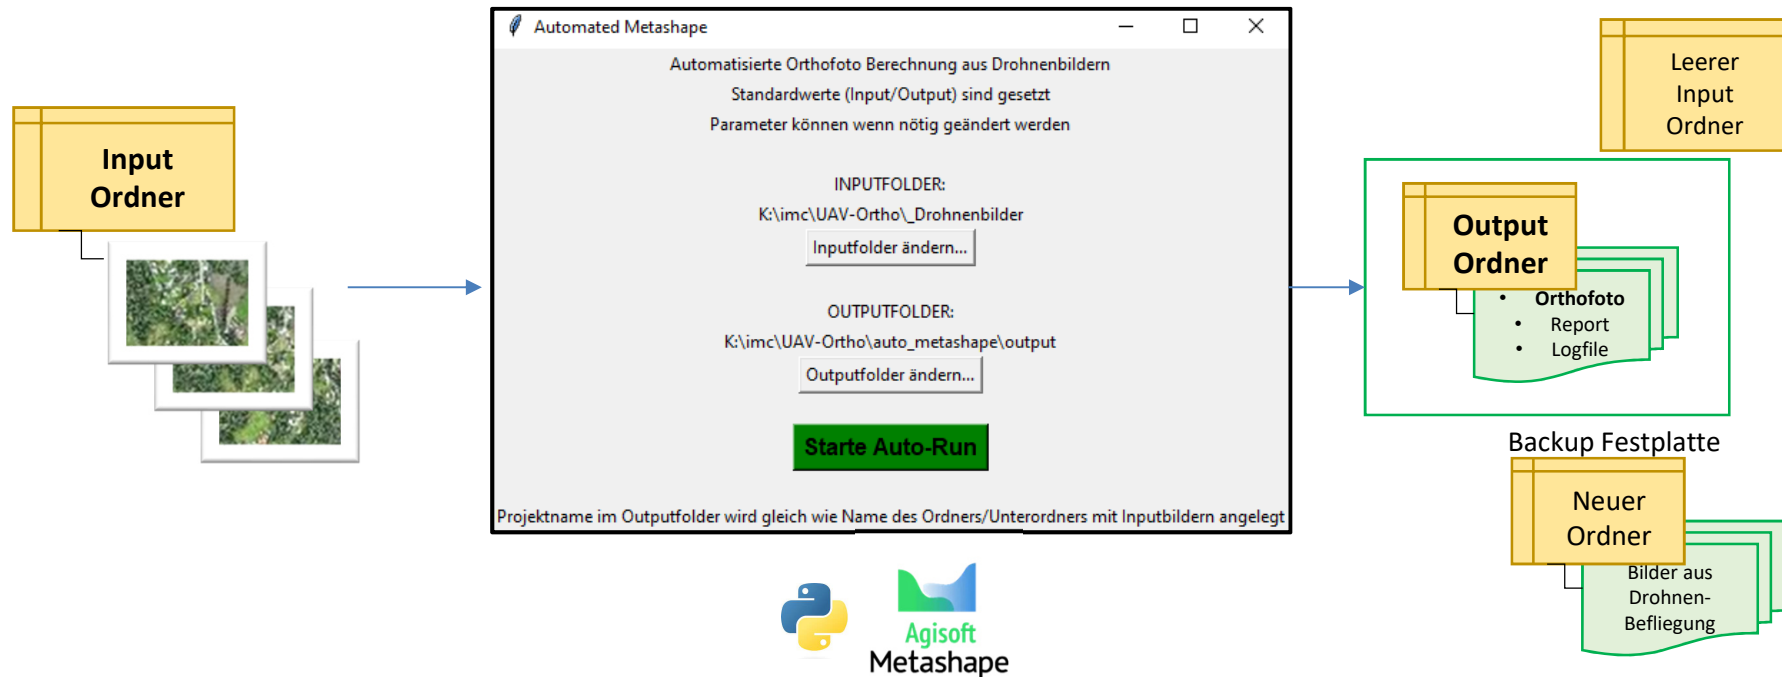 Input
Ordner
Automated Metashape
Automatisierte Orthofoto Berechnung aus Drohnenbildern
Standardwerte (Input/Output) sind gesetzt
Parameter können wenn nötig geändert werden
INPUTFOLDER:
K:\imc\UAV-Ortho\_Drohnenbilder
Inputfolder ändern...
OUTPUTFOLDER:
K:\imc\UAV-Ortho\auto_metashape\output
Outputfolder ändern...
Starte Auto-Run
Projektname im Outputfolder wird gleich wie Name des Ordners/Unterordners mit Inputbildern angelegt
Agisoft
Metashape
Leerer
Input
Ordner
Output
Ordner
• Orthofoto
• Report
• Logfile
Backup Festplatte
Neuer
Ordner
Bilder aus
Drohnen-
Befliegung